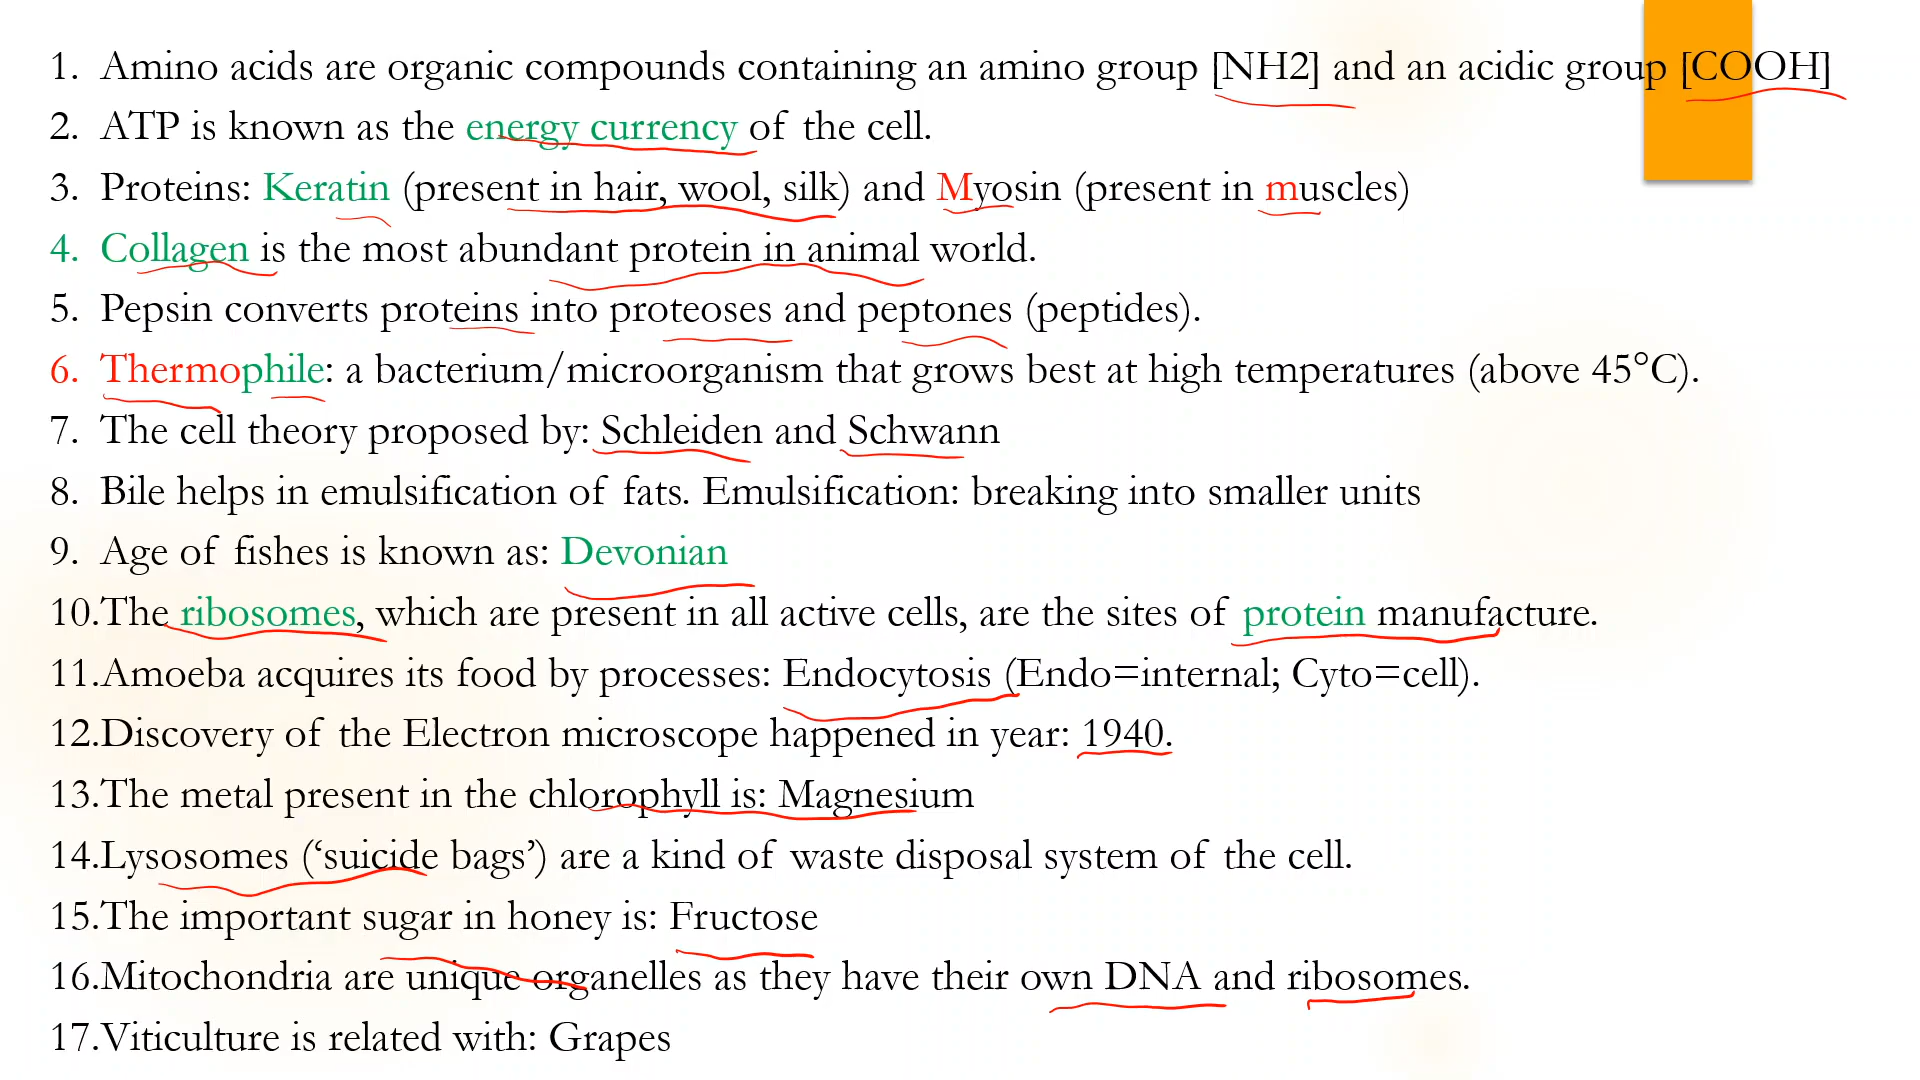 1. Amino acids are organic compounds containing an amino group [NH2] and an acidic group [COOH]
2. ATP is known as the energy currency of the cell.
3. Proteins: Keratin (present in hair, wool, silk) and Myosin (present in muscles)
4. Collagen is the most abundant protein in animal world.
5. Pepsin converts proteins into proteoses and peptones (peptides).
6. Thermophile: a bacterium/microorganism that grows best at high temperatures (above 45°C).
7. The cell theory proposed by: Schleiden and Schwann
8. Bile helps in emulsification of fats. Emulsification: breaking into smaller units
9. Age of fishes is known as: Devonian
10.The ribosomes, which are present in all active cells, are the sites of protein manufacture.
11.Amoeba acquires its food by processes: Endocytosis (Endo=internal; Cyto=cell).
12.Discovery of the Electron microscope happened in year: 1940.
13.The metal present in the chlorophyll is: Magnesium
14.Lysosomes (‘suicide bags’) are a kind of waste disposal system of the cell.
15.The important sugar in honey is: Fructose
16.Mitochondria are unique organelles as they have their own DNA and ribosomes.
17.Viticulture is related with: Grapes